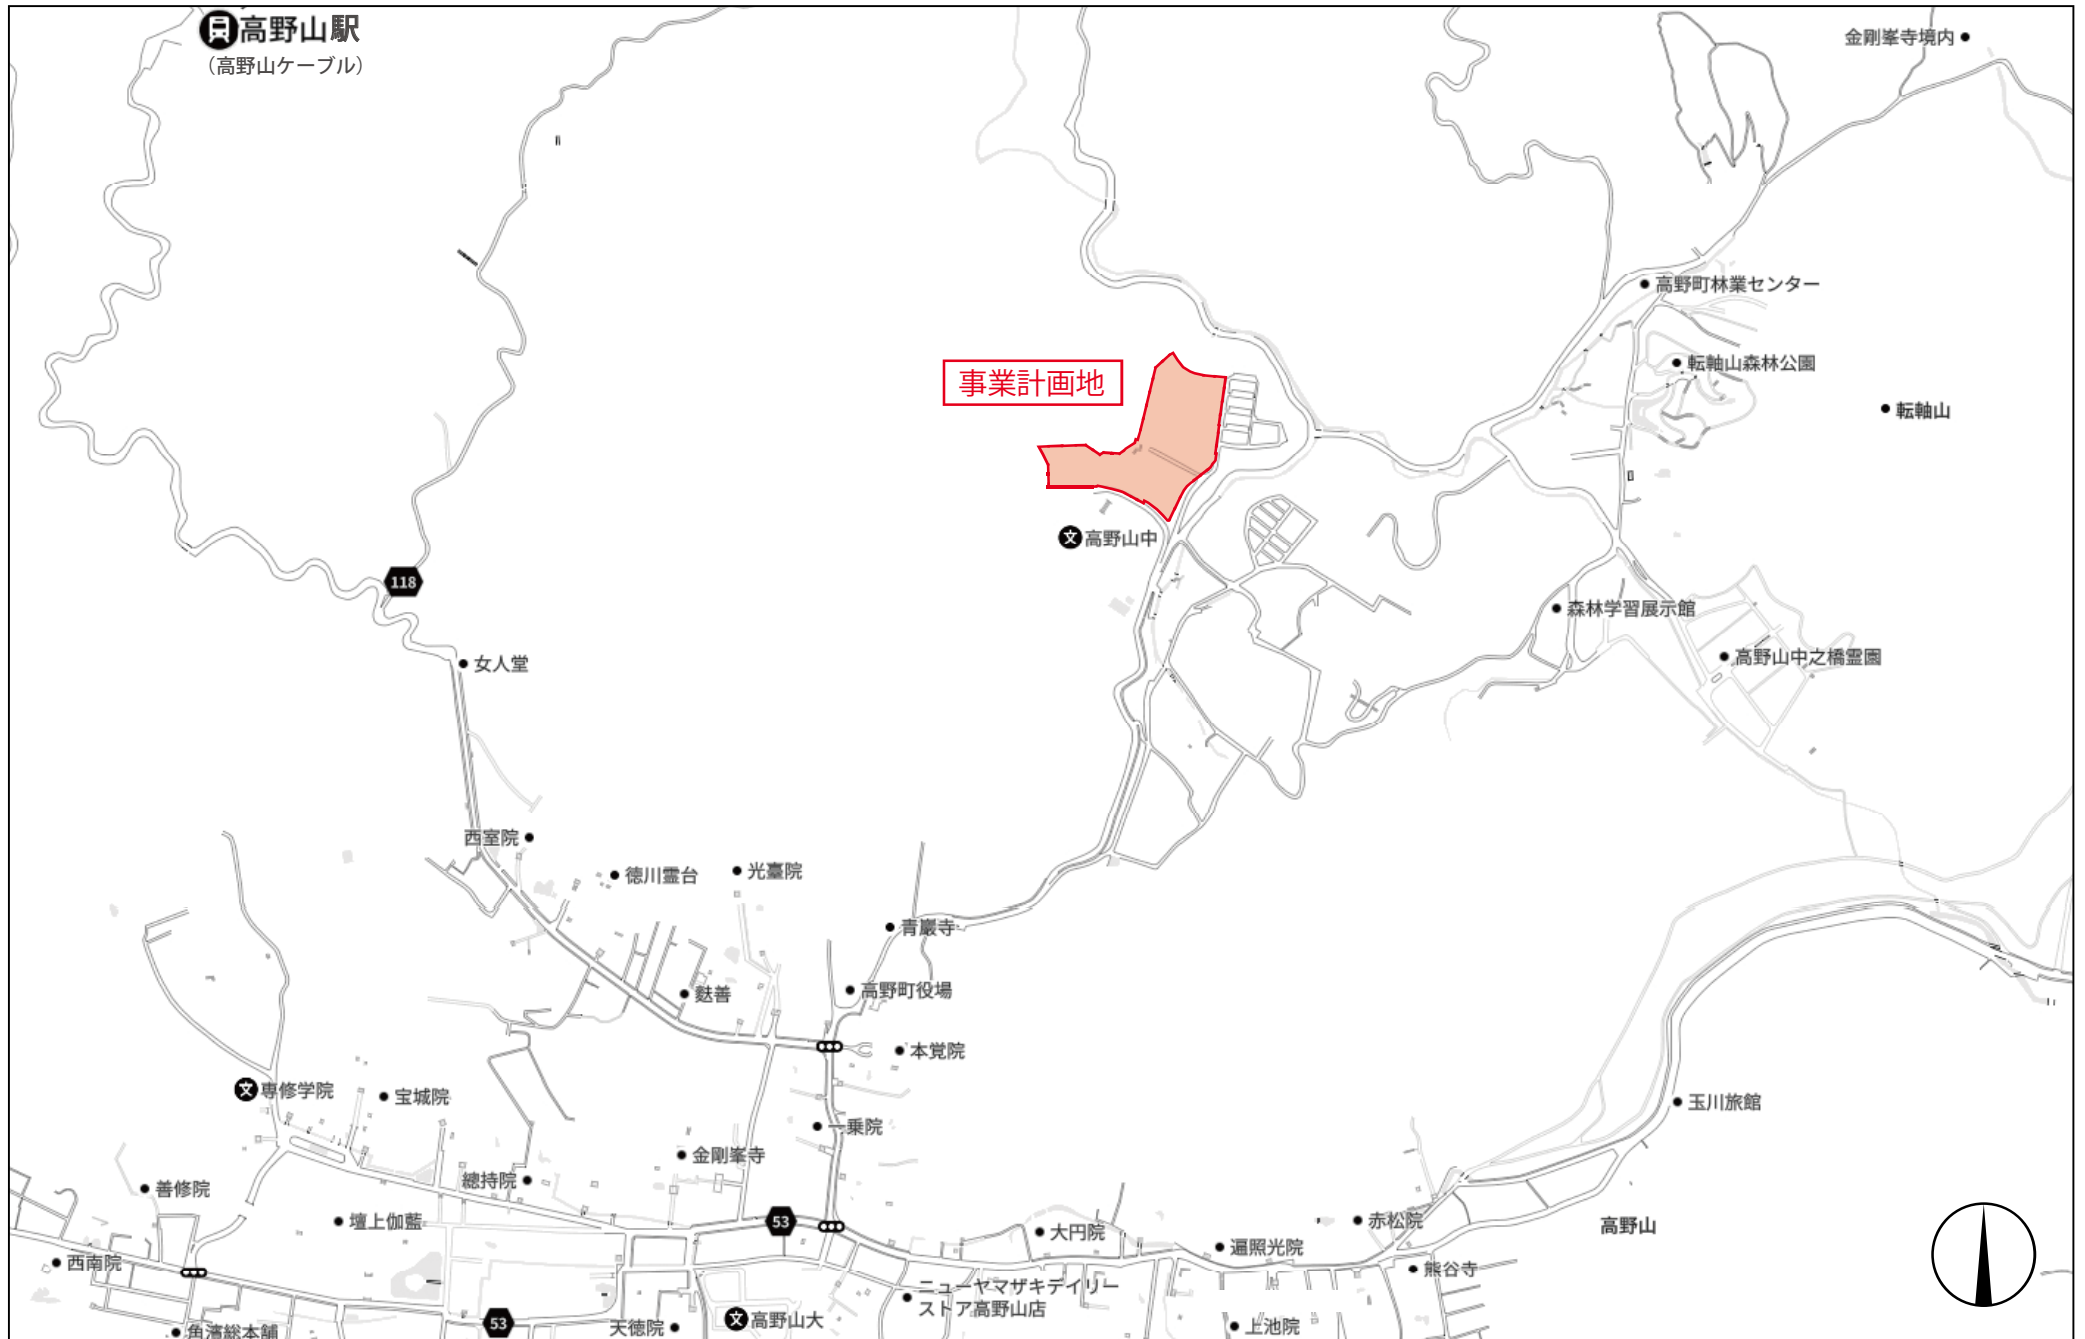 高野山駅
（高野山ケーブル）
金剛峯寺境内
高野町林業センター
転軸山森林公園
事業計画地
転軸山
文
高野山中
118
森林学習展示館
女人堂
高野山中之橋霊園
西室院
徳川霊台
光臺院
青巖寺
麩善
高野町役場
本覚院
文
専修学院
宝城院
玉川旅館
一乗院
金剛峯寺
總持院
善修院
壇上伽藍
53
赤松院
高野山
大円院
遍照光院
西南院
熊谷寺
ニューヤマザキデイリー
ストア高野山店
53
天徳院
文
高野山大
上池院
角濱総本舗